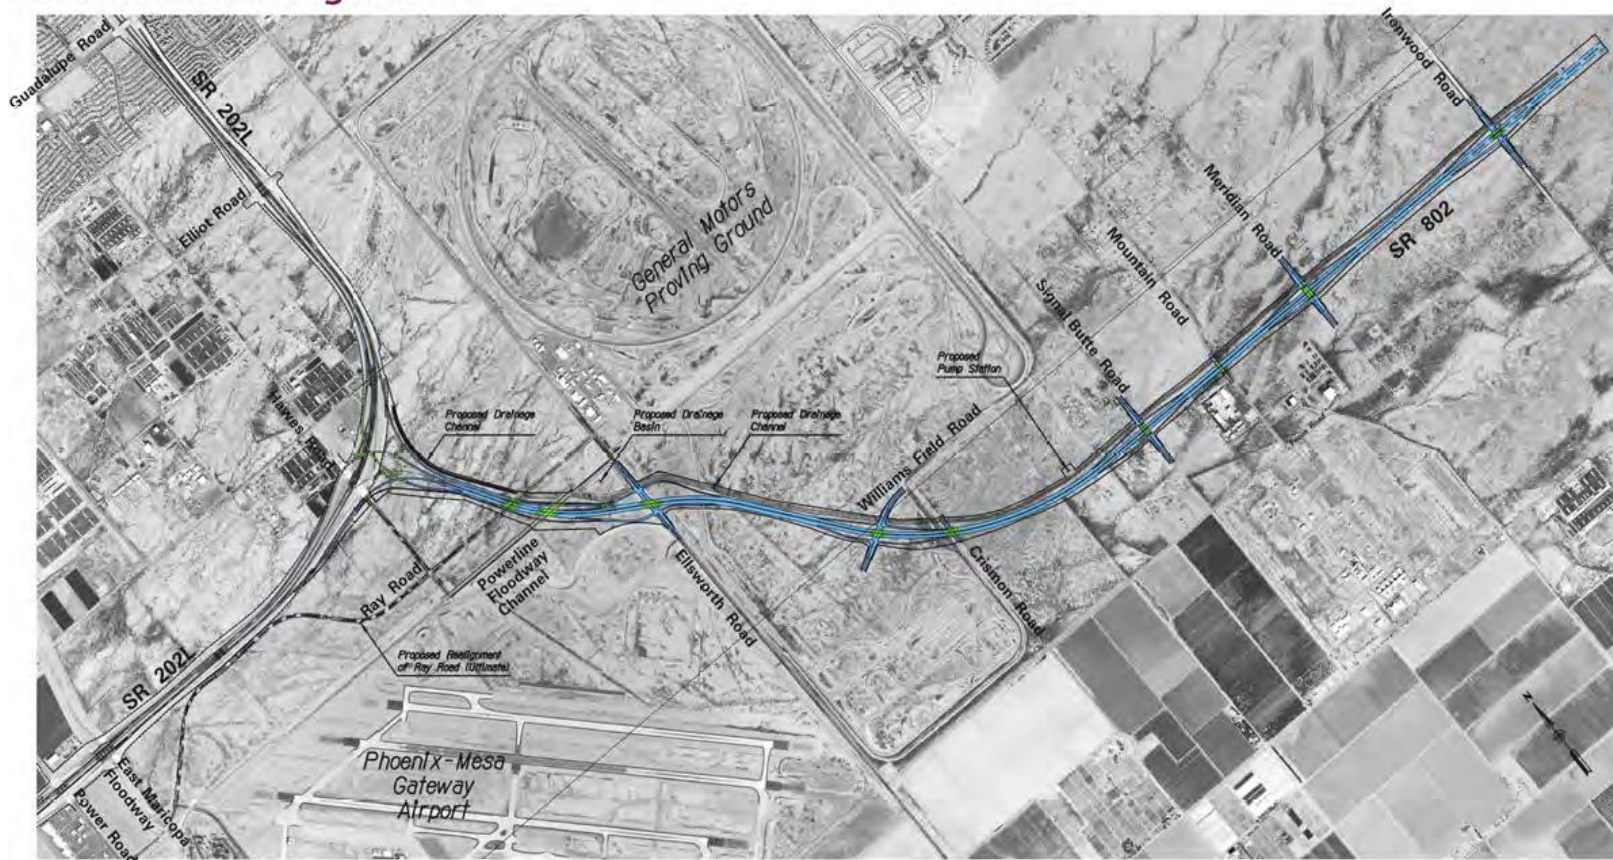 Guadalupe Road
SR 202L
Ironwood Road
Elliot Road
General Motors
Proving Ground
Meridian Road
SR 802
Mountain Road
Signal Butte Road
Proposed
Pump Station
Hawes Road
Proposed Drainage
Channel
Proposed Drainage
Basin
Proposed Drainage
Channel
Williams Field Road
Crismon Road
Ellsworth Road
Powerline
Floodway
Channel
Ray Road
Proposed Realignment
of Ray Road (Ultimate)
SR 202L
Phoenix-Mesa
Gateway
Airport
East Maricopa
Floodway
Power Road
N